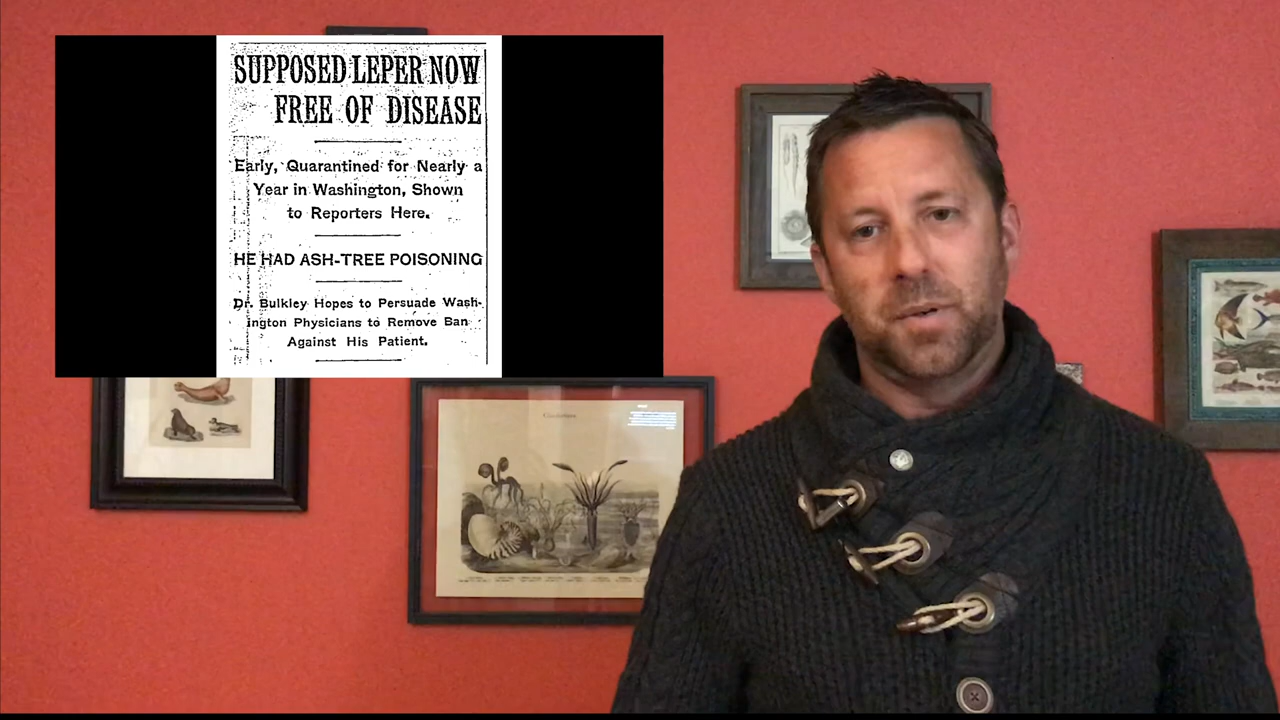 SUPPOSED LEPER NOW
FREE OF DISEASE
Early, Quarantined for Nearly a
Year in Washington, Shown
to Reporters Here.
HE HAD ASH-TREE POISONING
Dr. Bulkley Hopes to Persuade Wash-
ington Physicians to Remove Ban
Against His Patient.